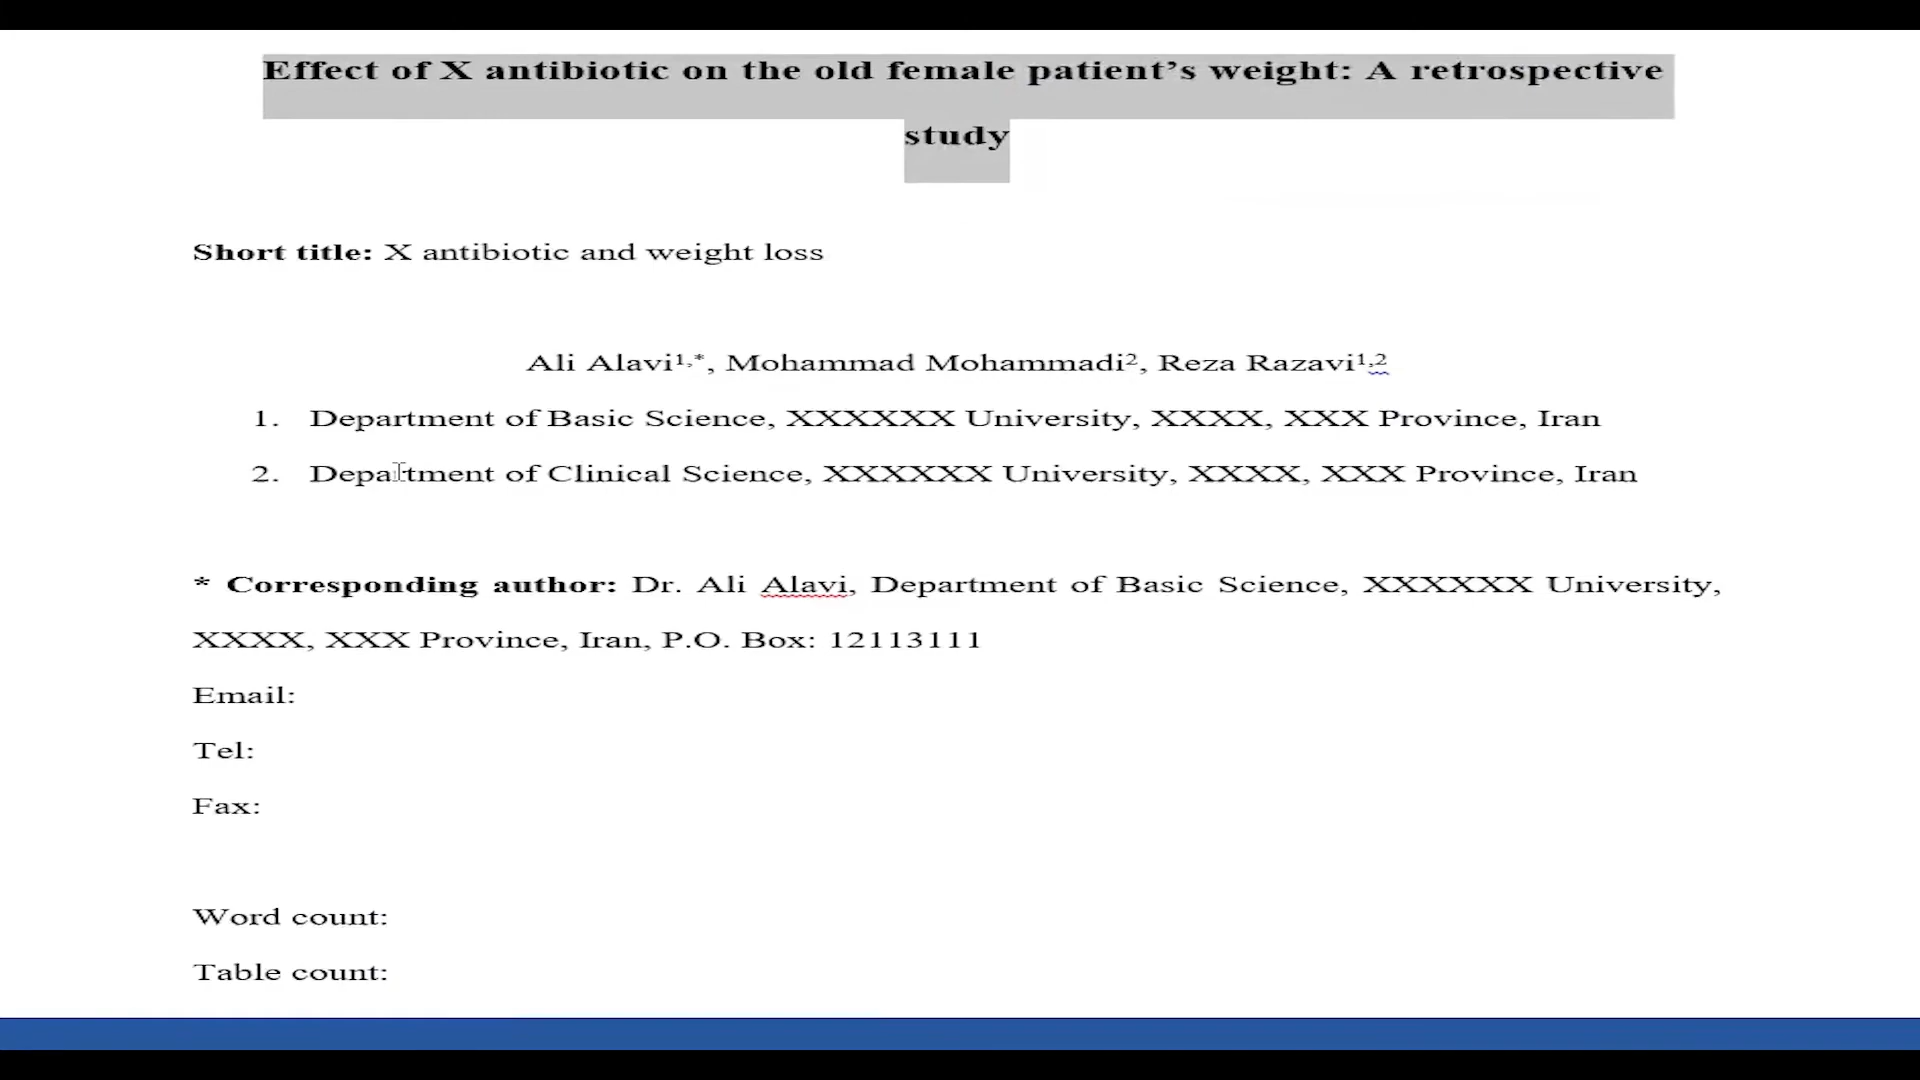 Effect of X antibiotic on the old female patient’s weight: A retrospective
study
Short title: X antibiotic and weight loss
Ali Alavi¹,*, Mohammad Mohammadi², Reza Razavi¹,²
1. Department of Basic Science, XXXXXX University, XXXX, XXX Province, Iran
2. Department of Clinical Science, XXXXXX University, XXXX, XXX Province, Iran
* Corresponding author: Dr. Ali Alavi, Department of Basic Science, XXXXXX University,
XXXX, XXX Province, Iran, P.O. Box: 12113111
Email:
Tel:
Fax:
Word count:
Table count: